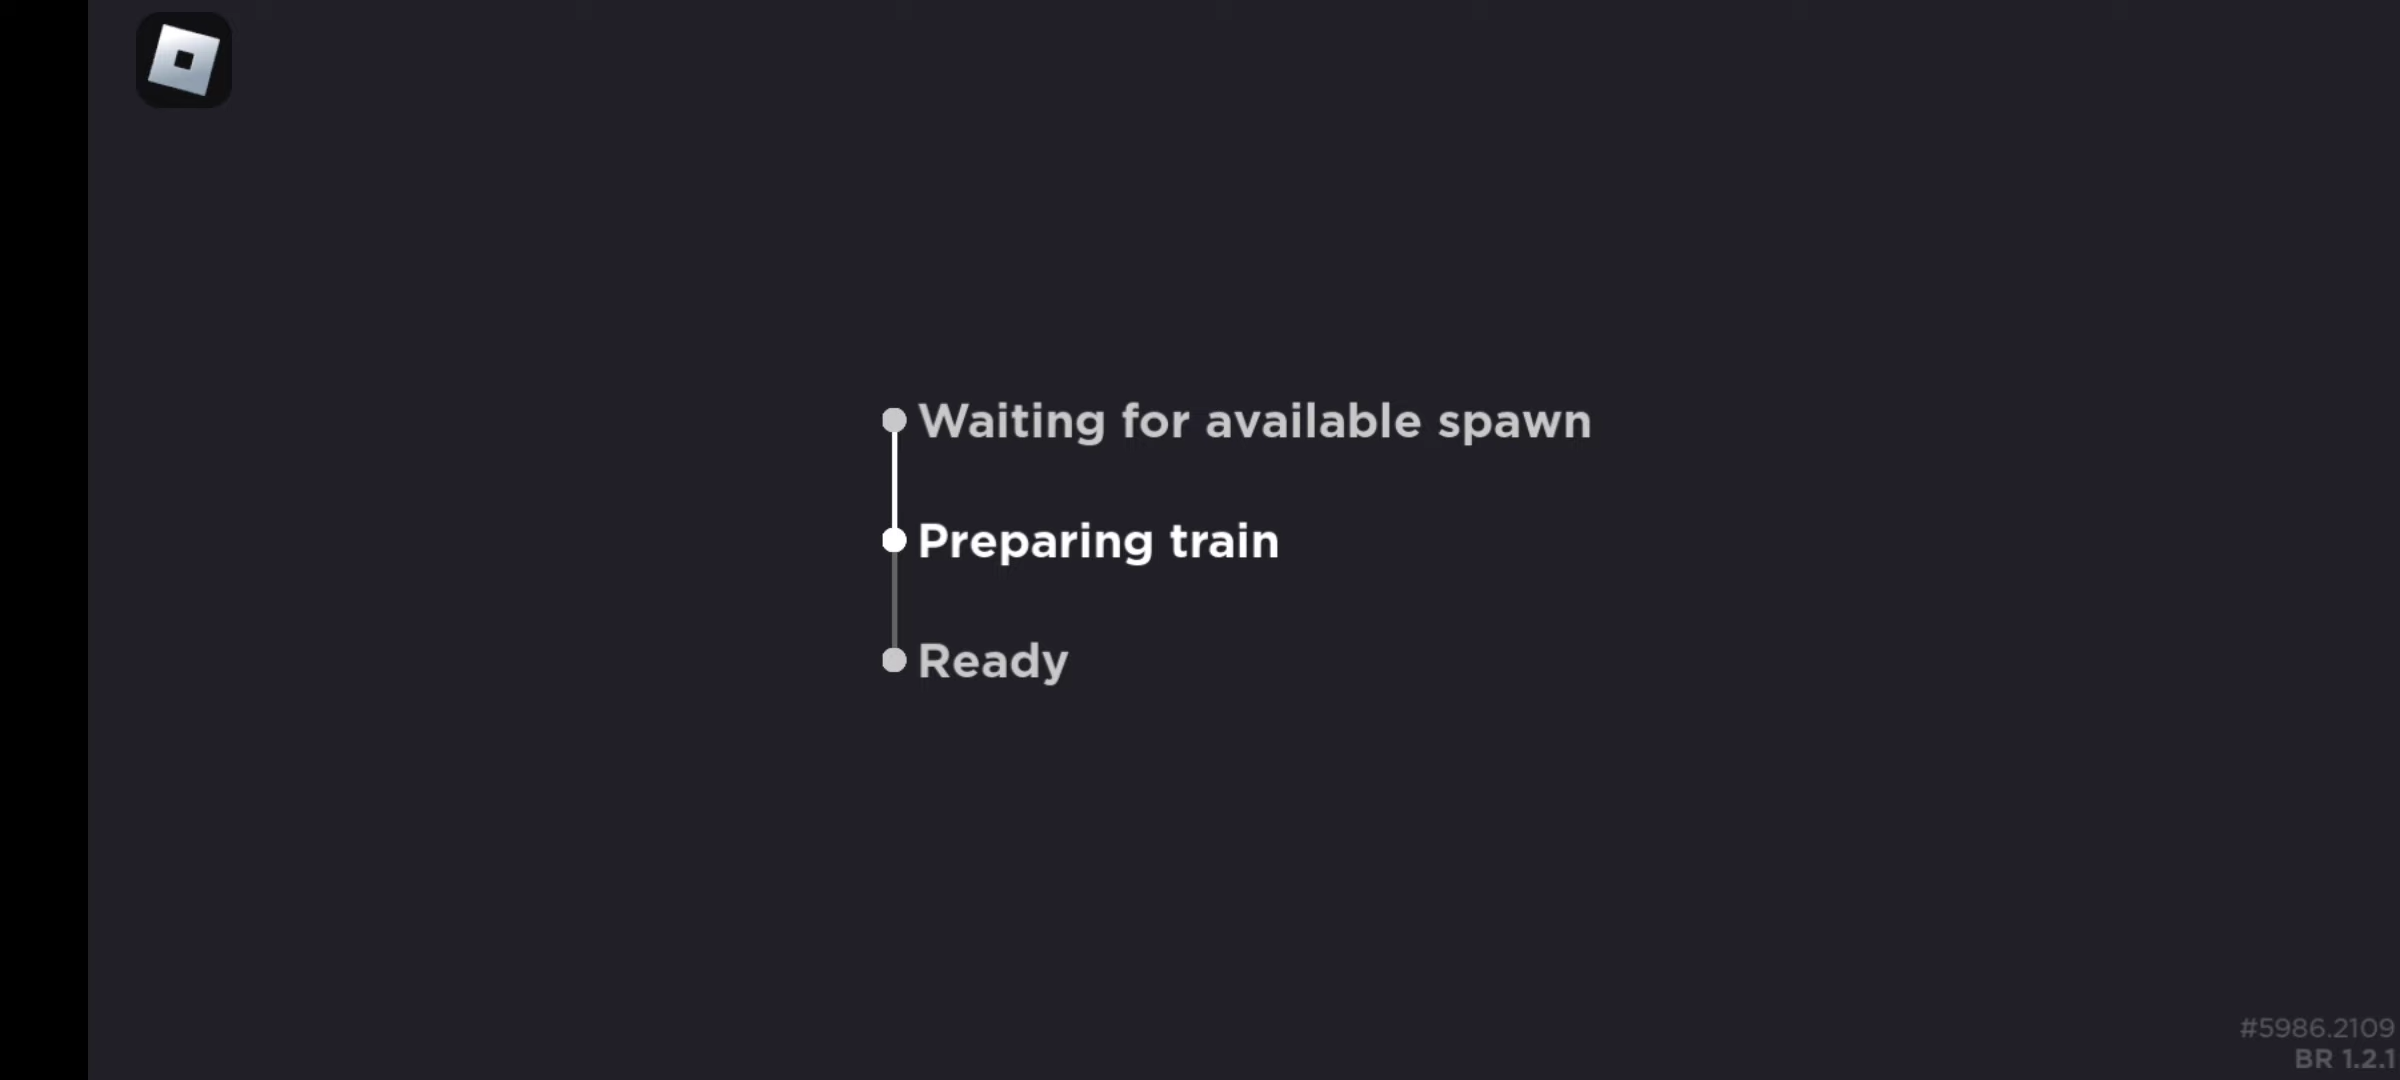 Waiting for available spawn
Preparing train
Ready
#5986.2109
BR 1.2.1